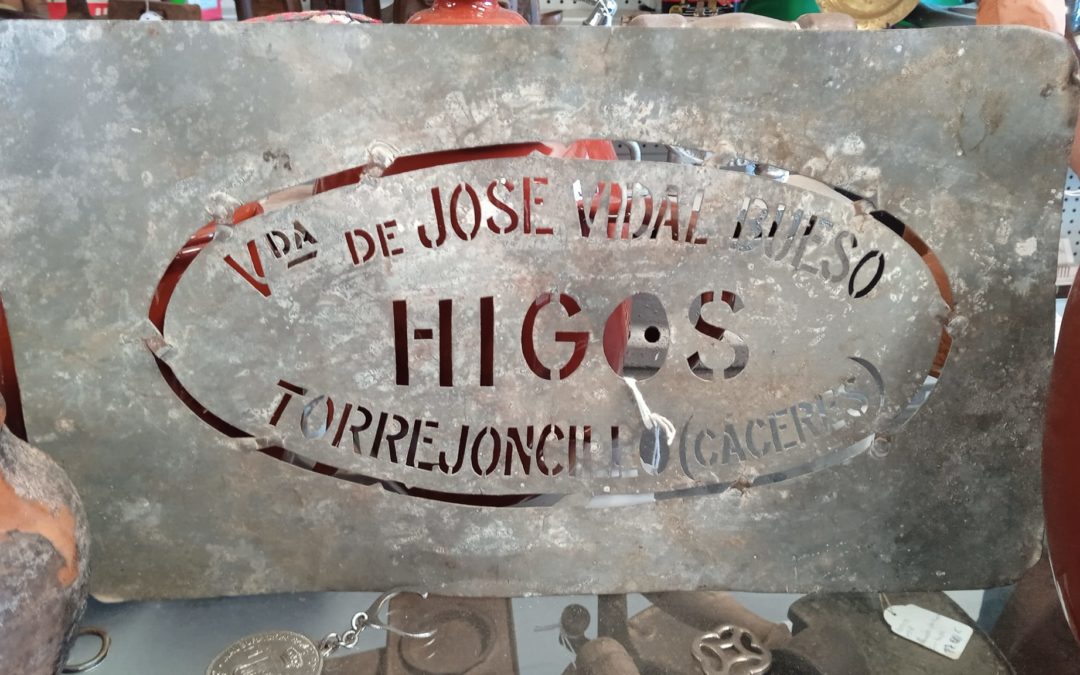 VDA DE JOSE VIDAL BUESO
HIGOS
TORREJONCILLO (CACERES)